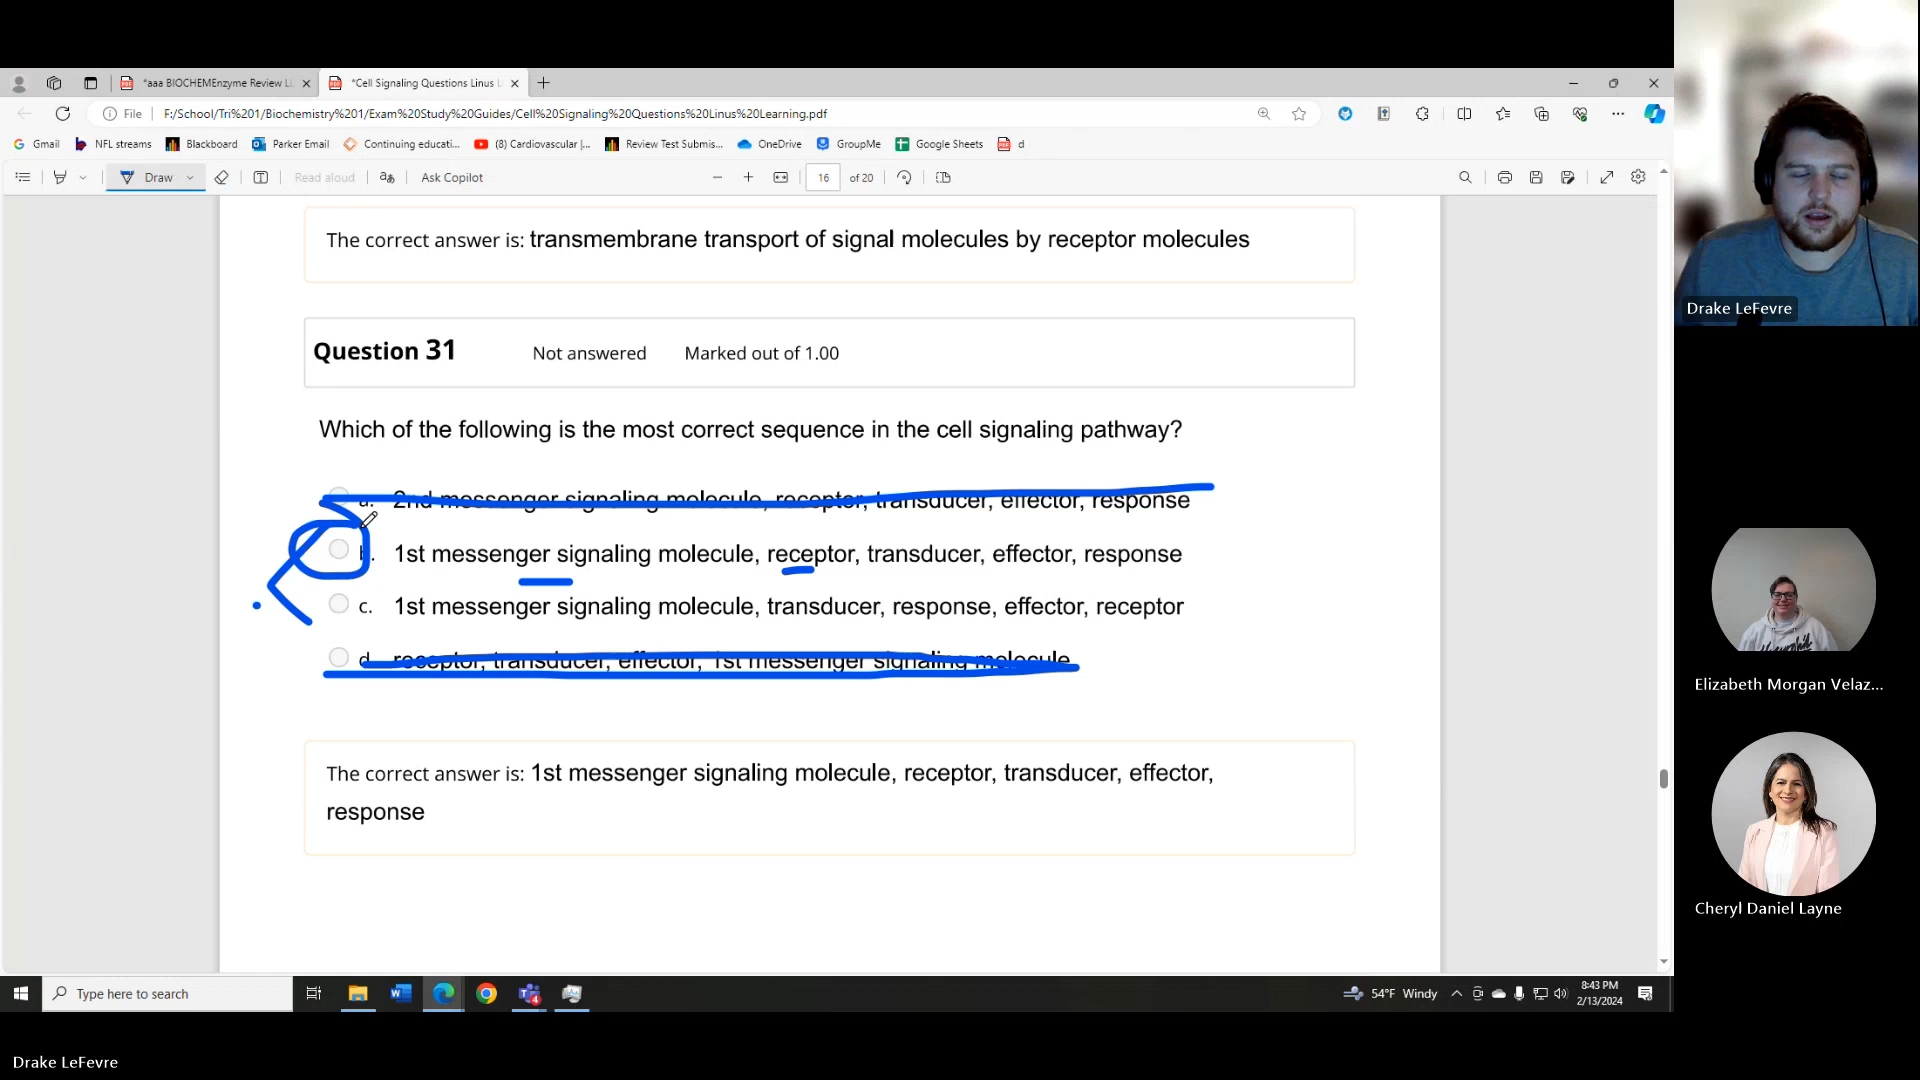 *aaa BIOCHEMEnzyme Review Li
*Cell Signaling Questions Linus L
File
F:/School/Tri%201/Biochemistry%201/Exam%20Study%20Guides/Cell%20Signaling%20Questions%20Linus%20Learning.pdf
Gmail
NFL streams
Blackboard
Parker Email
Continuing educati...
(8) Cardiovascular |...
Review Test Submis...
OneDrive
GroupMe
Google Sheets
d
Draw
Read aloud
Ask Copilot
16
of 20
The correct answer is: transmembrane transport of signal molecules by receptor molecules
Question 31
Not answered
Marked out of 1.00
Which of the following is the most correct sequence in the cell signaling pathway?
a. 2nd messenger signaling molecule, receptor, transducer, effector, response
b. 1st messenger signaling molecule, receptor, transducer, effector, response
c. 1st messenger signaling molecule, transducer, response, effector, receptor
d. receptor, transducer, effector, 1st messenger signaling molecule
The correct answer is: 1st messenger signaling molecule, receptor, transducer, effector,
response
Type here to search
54°F Windy
8:43 PM
2/13/2024
Drake LeFevre
Elizabeth Morgan Velaz...
Cheryl Daniel Layne
Drake LeFevre